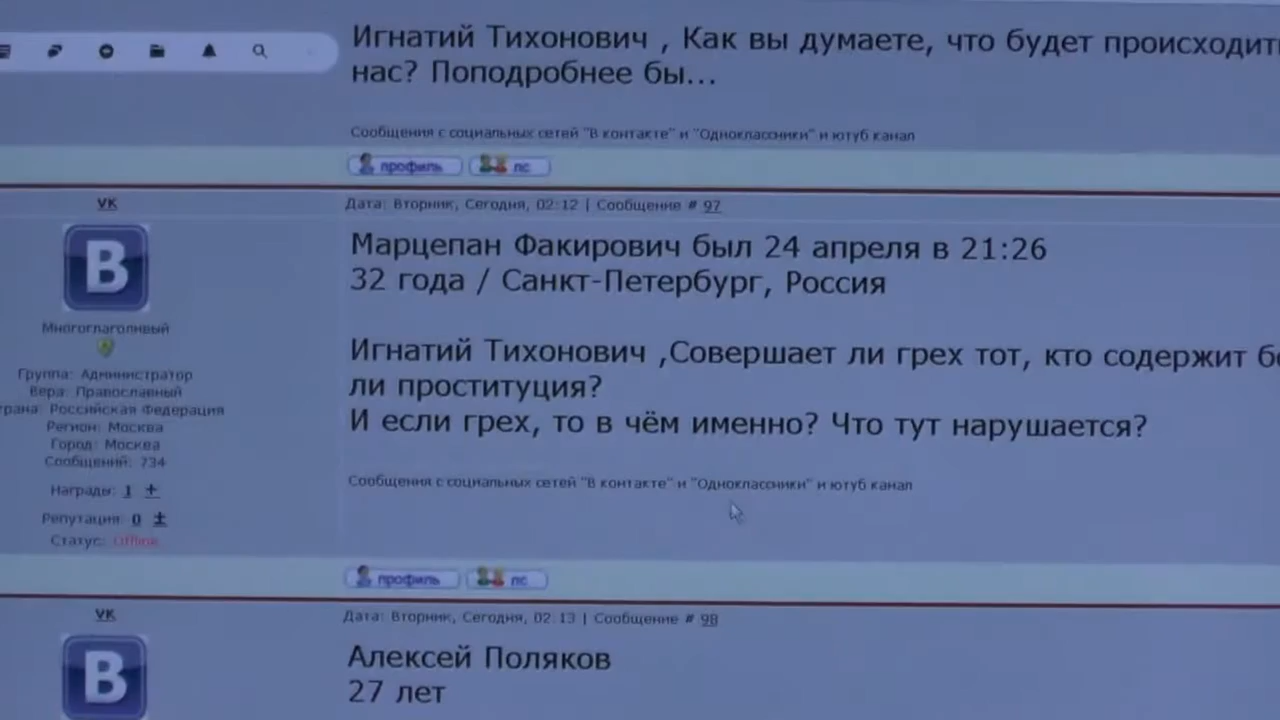 Игнатий Тихонович , Как вы думаете, что будет происходит
нас? Поподробнее бы...
Сообщения с социальных сетей "В контакте" и "Одноклассники" и ютуб канал
профиль лс
VK
Дата: Вторник, Сегодня, 02:12 | Сообщение # 97
В
Марцепан Факирович был 24 апреля в 21:26
32 года / Санкт-Петербург, Россия
Многоглаголивый
Группа: Администратор
Вера: Православный
трана: Российская Федерация
Регион: Москва
Город: Москва
Сообщений: 734
Награды: 1 +
Репутация: 0 ±
Статус: Offline
Игнатий Тихонович ,Совершает ли грех тот, кто содержит
ли проституция?
И если грех, то в чём именно? Что тут нарушается?
Сообщения с социальных сетей "В контакте" и "Одноклассники" и ютуб канал
профиль лс
VK
Дата: Вторник, Сегодня, 02:13 | Сообщение # 98
В
Алексей Поляков
27 лет